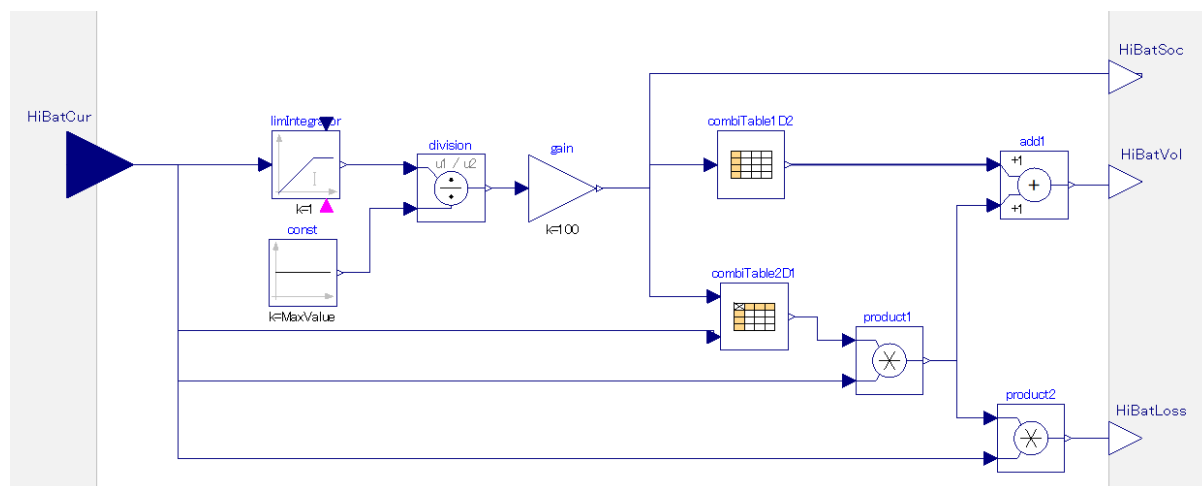 HiBatSoc
HiBatCur
limIntegrator
combiTable1D2
division
gain
add1
HiBatVol
u1 / u2
+1
I
k=1
+1
k=100
const
combiTable2D1
k=MaxValue
product1
product2
HiBatLoss